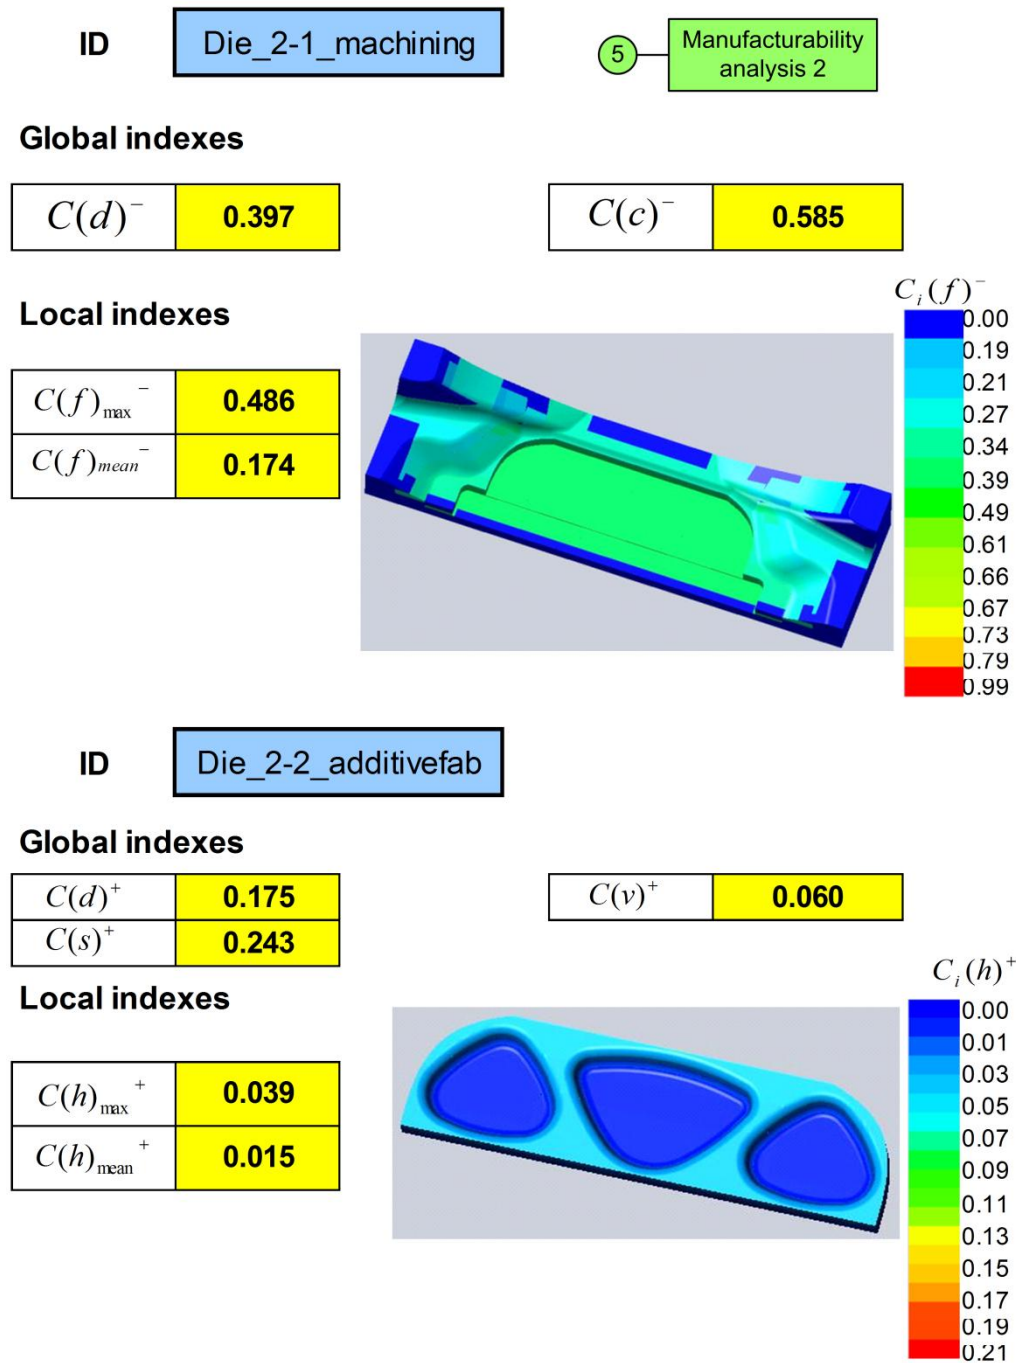 ID Die_2-1_machining 5 Manufacturability analysis 2
Global indexes
C(d)⁻ 0.397 C(c)⁻ 0.585
Local indexes
C(f)max⁻ 0.486
C(f)mean⁻ 0.174
Cᵢ(f)⁻
0.00
0.19
0.21
0.27
0.34
0.39
0.49
0.61
0.66
0.67
0.73
0.79
0.99
ID Die_2-2_additivefab
Global indexes
C(d)⁺ 0.175 C(v)⁺ 0.060
C(s)⁺ 0.243
Local indexes
C(h)max⁺ 0.039
C(h)mean⁺ 0.015
Cᵢ(h)⁺
0.00
0.01
0.03
0.05
0.07
0.09
0.11
0.13
0.15
0.17
0.19
0.21